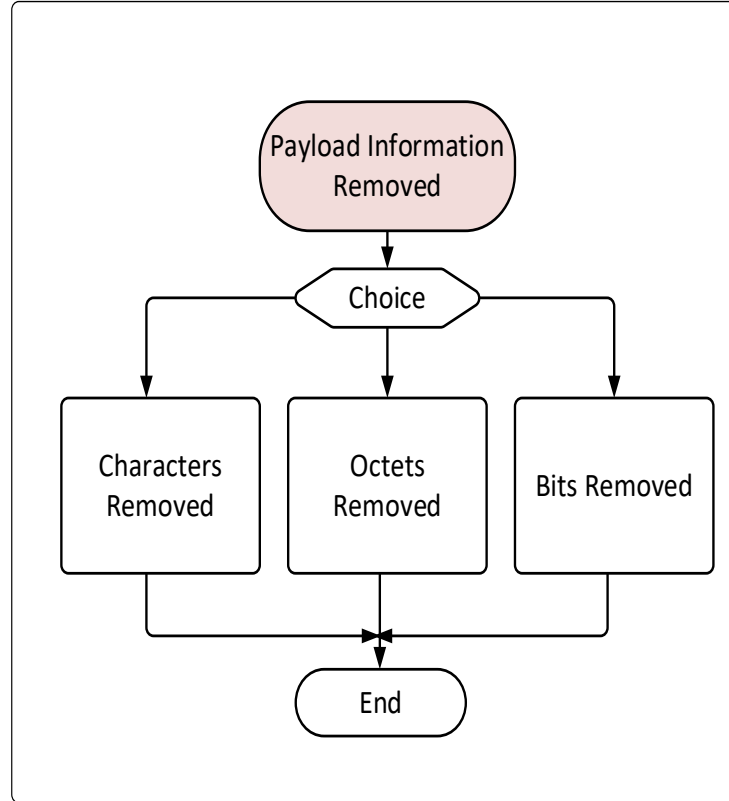 Payload Information
Removed
Choice
Characters
Removed
Octets
Removed
Bits Removed
End